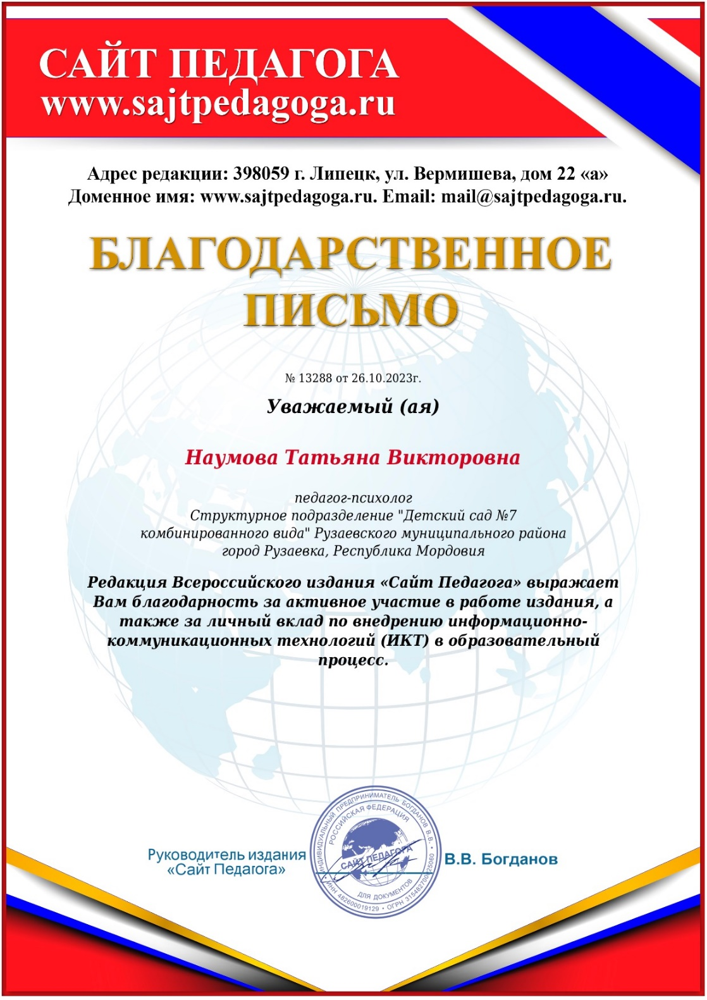 САЙТ ПЕДАГОГА
www.sajtpedagoga.ru
Адрес редакции: 398059 г. Липецк, ул. Вермишева, дом 22 «а»
Доменное имя: www.sajtpedagoga.ru. Email: mail@sajtpedagoga.ru.
БЛАГОДАРСТВЕННОЕ
ПИСЬМО
№ 13288 от 26.10.2023г.
Уважаемый (ая)
Наумова Татьяна Викторовна
педагог-психолог
Структурное подразделение "Детский сад №7
комбинированного вида" Рузаевского муниципального района
город Рузаевка, Республика Мордовия
Редакция Всероссийского издания «Сайт Педагога» выражает
Вам благодарность за активное участие в работе издания, а
также за личный вклад по внедрению информационно-
коммуникационных технологий (ИКТ) в образовательный
процесс.
Руководитель издания
«Сайт Педагога»
ИНДИВИДУАЛЬНЫЙ ПРЕДПРИНИМАТЕЛЬ БОГДАНОВ В.В.
РОССИЙСКАЯ ФЕДЕРАЦИЯ
САЙТ ПЕДАГОГА
ДЛЯ ДОКУМЕНТОВ
ИНН 482600019129 • ОГРН 315482700025060
В.В. Богданов